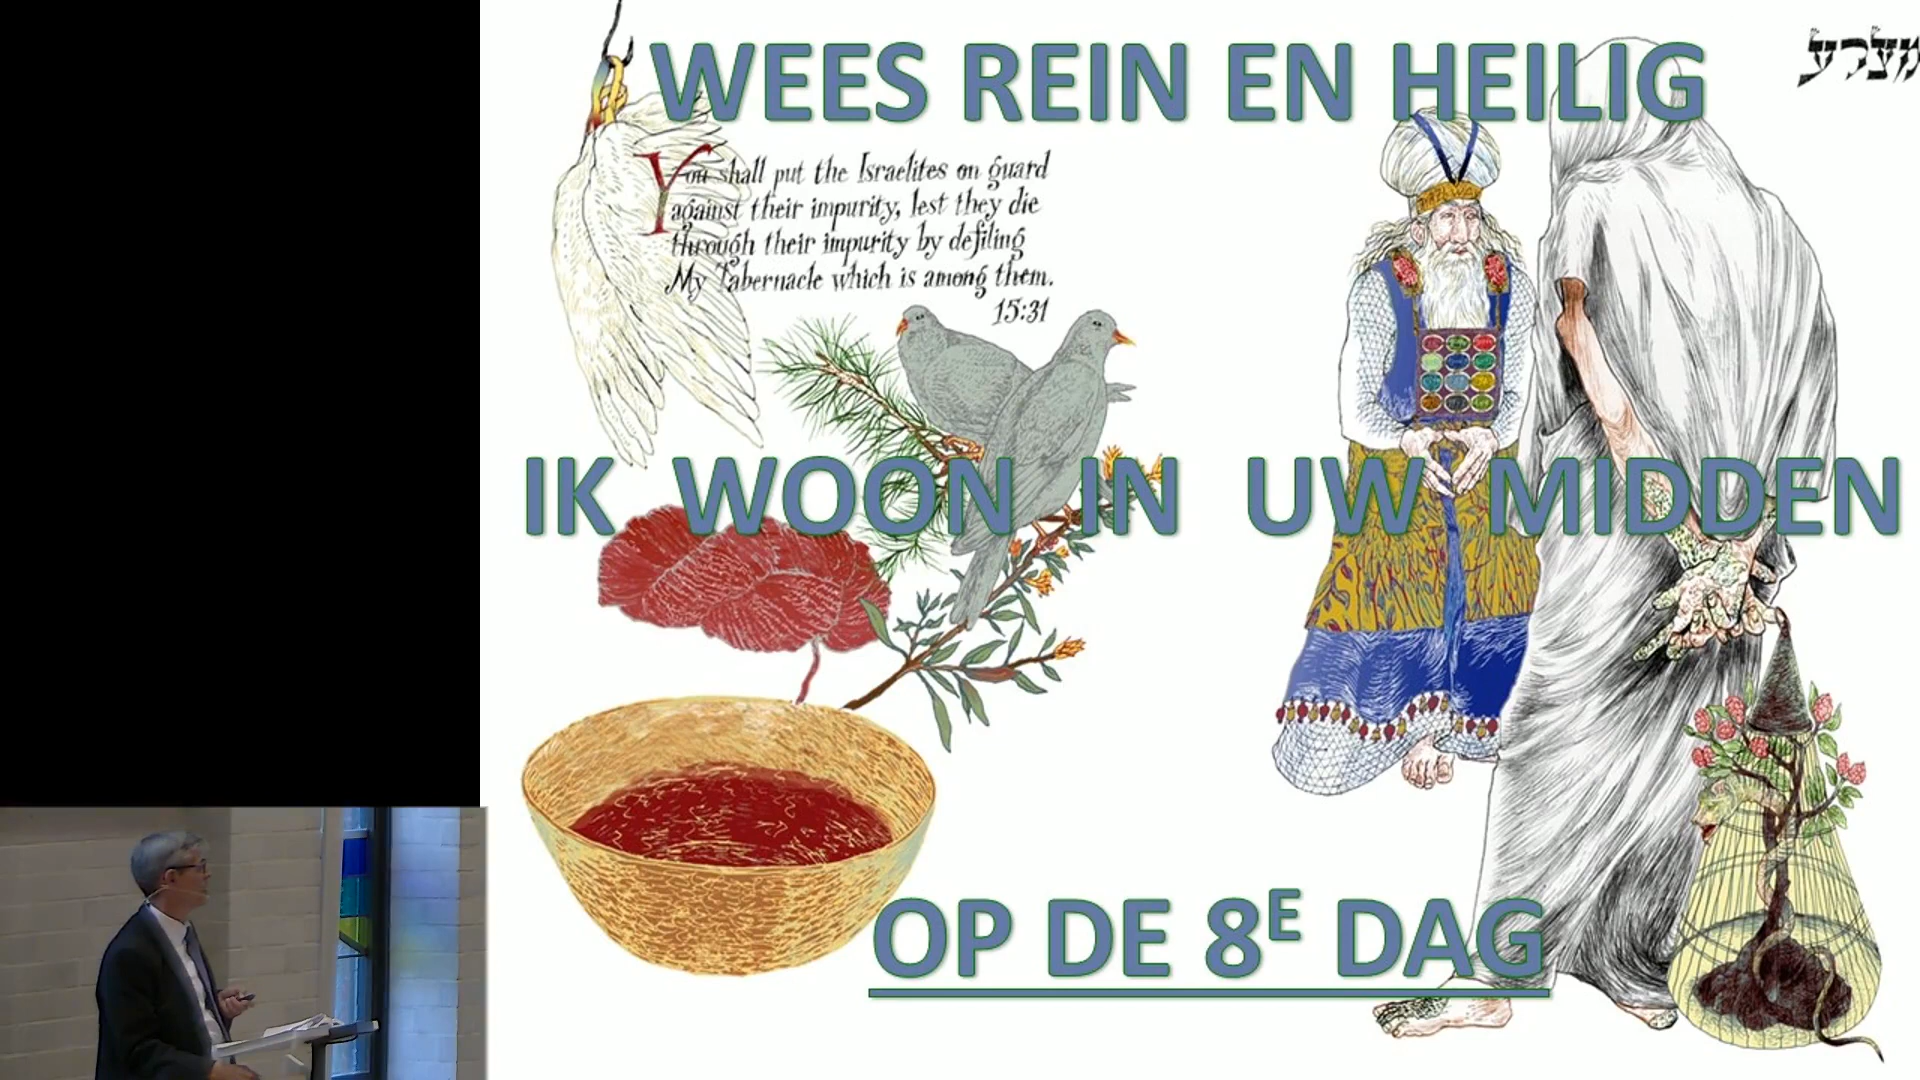 WEES REIN EN HEILIG
מצרע
You shall put the Israelites on guard
against their impurity, lest they die
through their impurity by defiling
My Tabernacle which is among them.
15:31
IK WOON IN UW MIDDEN
OP DE 8E DAG